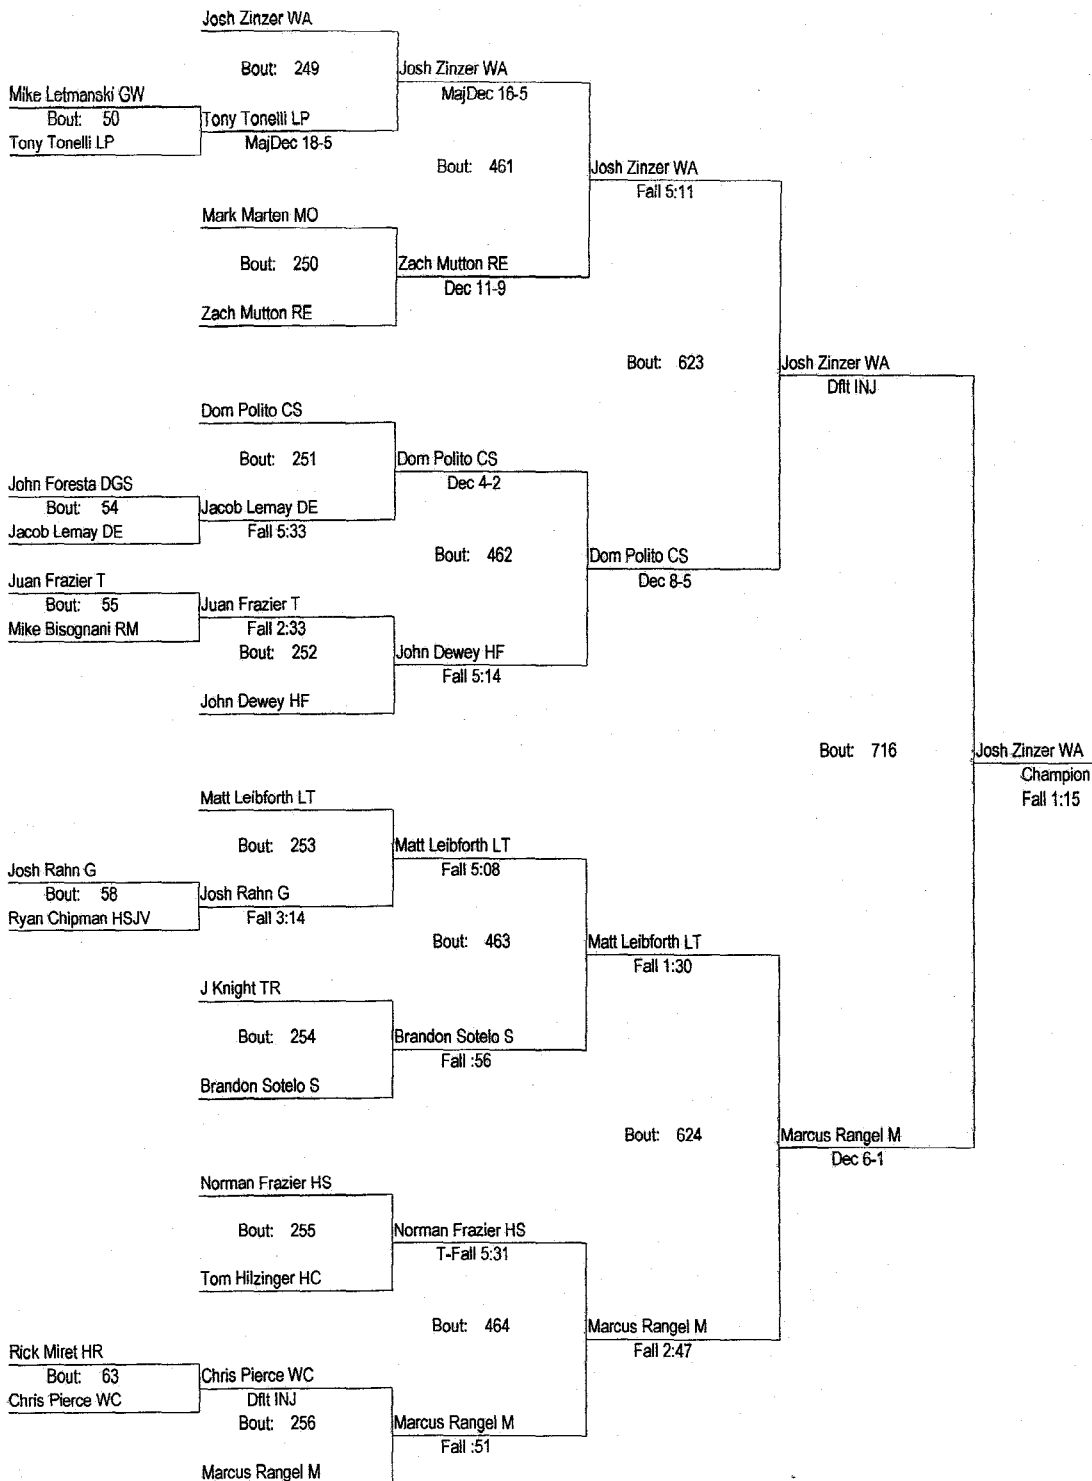 Josh Zinzer WA
Bout: 249
Josh Zinzer WA
MajDec 16-5
Mike Letmanski GW
Bout: 50
Tony Tonelli LP
Tony Tonelli LP
MajDec 18-5
Bout: 461
Josh Zinzer WA
Fall 5:11
Mark Marten MO
Bout: 250
Zach Mutton RE
Dec 11-9
Zach Mutton RE
Bout: 623
Josh Zinzer WA
Dflt INJ
Dom Polito CS
Bout: 251
Dom Polito CS
Dec 4-2
John Foresta DGS
Bout: 54
Jacob Lemay DE
Jacob Lemay DE
Fall 5:33
Bout: 462
Dom Polito CS
Dec 8-5
Juan Frazier T
Bout: 55
Mike Bisognani RM
Juan Frazier T
Fall 2:33
Bout: 252
John Dewey HF
Fall 5:14
John Dewey HF
Bout: 716
Josh Zinzer WA
Champion
Fall 1:15
Matt Leibforth LT
Bout: 253
Matt Leibforth LT
Fall 5:08
Josh Rahn G
Bout: 58
Ryan Chipman HSJV
Josh Rahn G
Fall 3:14
Bout: 463
Matt Leibforth LT
Fall 1:30
J Knight TR
Bout: 254
Brandon Sotelo S
Fall :56
Brandon Sotelo S
Bout: 624
Marcus Rangel M
Dec 6-1
Norman Frazier HS
Bout: 255
Norman Frazier HS
T-Fall 5:31
Tom Hilzinger HC
Bout: 464
Marcus Rangel M
Fall 2:47
Rick Miret HR
Bout: 63
Chris Pierce WC
Chris Pierce WC
Dflt INJ
Bout: 256
Marcus Rangel M
Fall :51
Marcus Rangel M